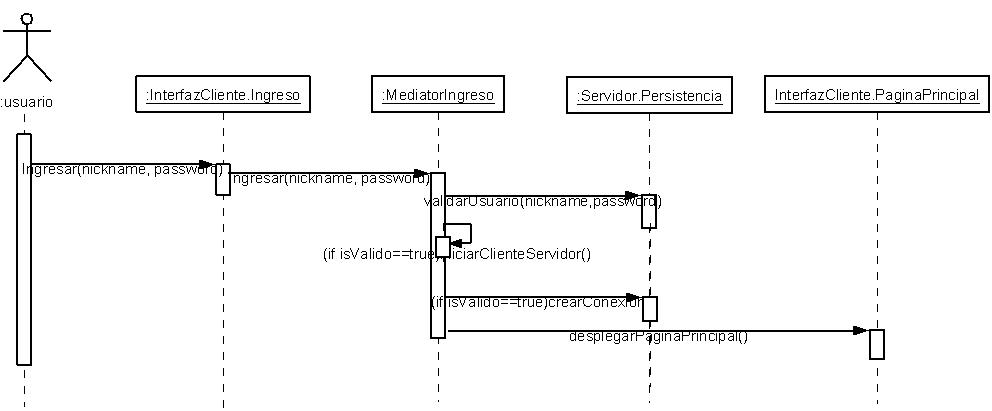 :usuario
:InterfazCliente.Ingreso
:MediatorIngreso
:Servidor.Persistencia
InterfazCliente.PaginaPrincipal
Ingresar(nickname, password)
ngresar(nickname, password)
validarUsuario(nickname,password)
(if isValido==true)iniciarClienteServidor()
(if isValido==true)crearConexion
desplegarPaginaPrincipal()